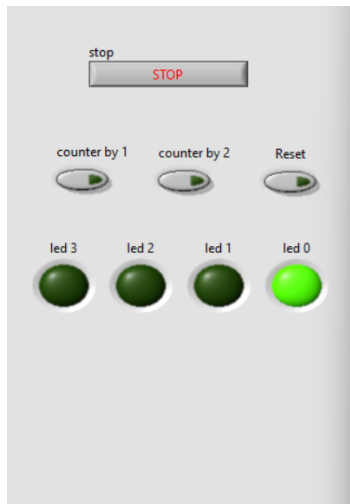 stop
STOP
counter by 1 counter by 2 Reset
led 3 led 2 led 1 led 0